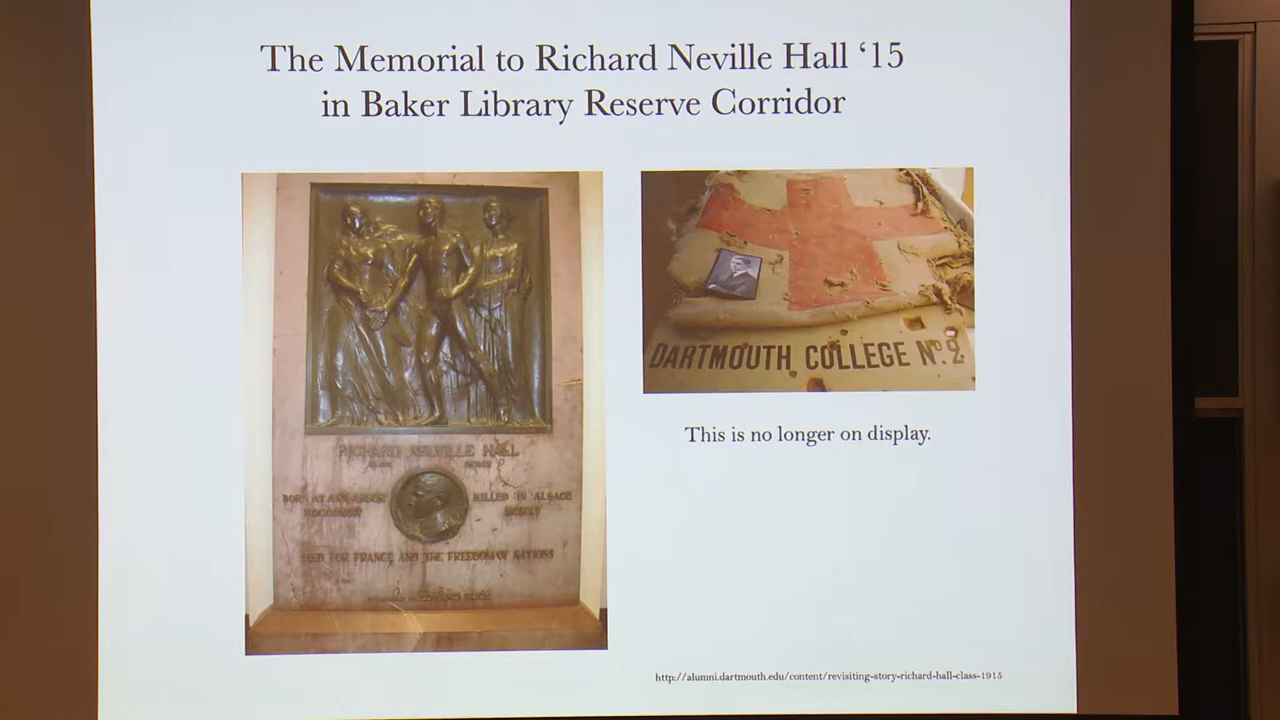 The Memorial to Richard Neville Hall ‘15
in Baker Library Reserve Corridor
RICHARD NEVILLE HALL
BORN AT ANN ARBOR
KILLED IN ALSACE
DIED FOR FRANCE AND THE FREEDOM OF NATIONS
DARTMOUTH COLLEGE Nº. 2
This is no longer on display.
http://alumni.dartmouth.edu/content/revisiting-story-richard-hall-class-1915